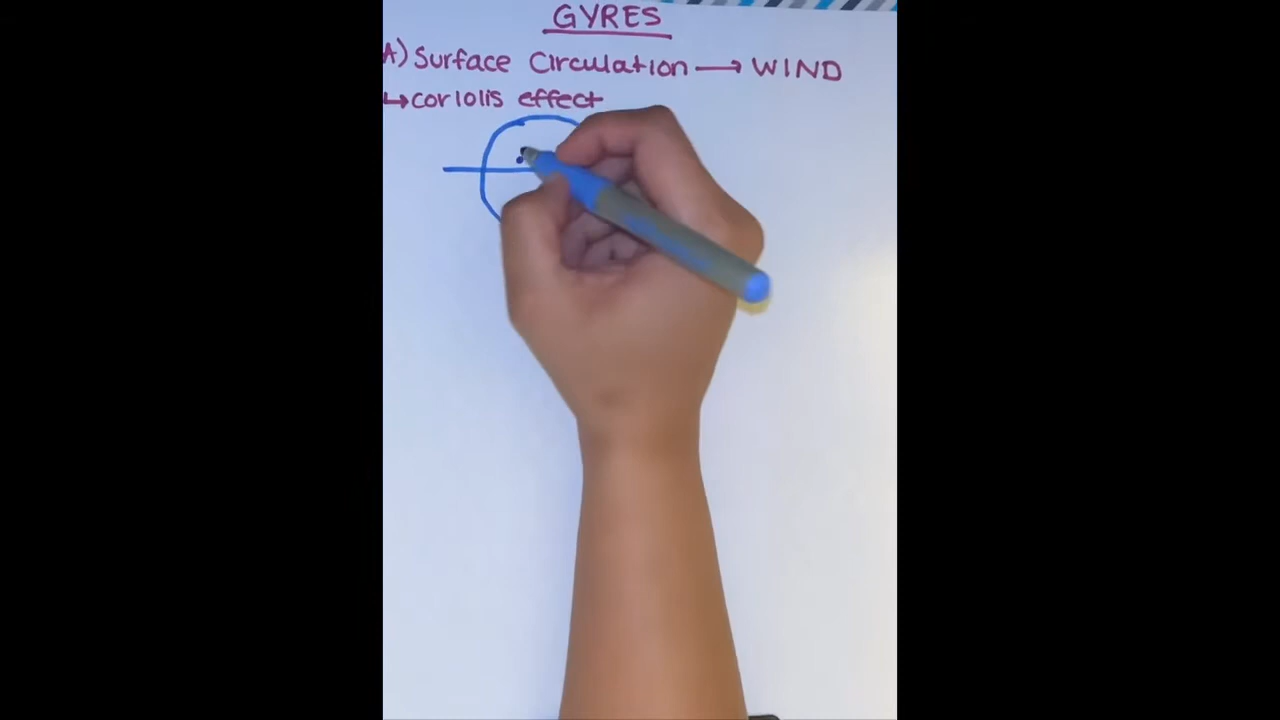 GYRES
A) Surface Circulation → WIND
↳ coriolis effect